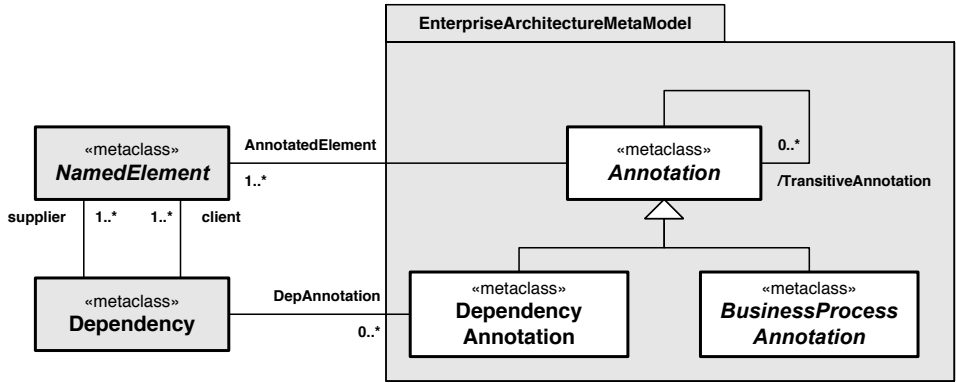 EnterpriseArchitectureMetaModel
«metaclass»
NamedElement
AnnotatedElement
1..*
«metaclass»
Annotation
0..*
/TransitiveAnnotation
supplier
1..*
1..*
client
«metaclass»
Dependency
DepAnnotation
0..*
«metaclass»
Dependency
Annotation
«metaclass»
BusinessProcess
Annotation